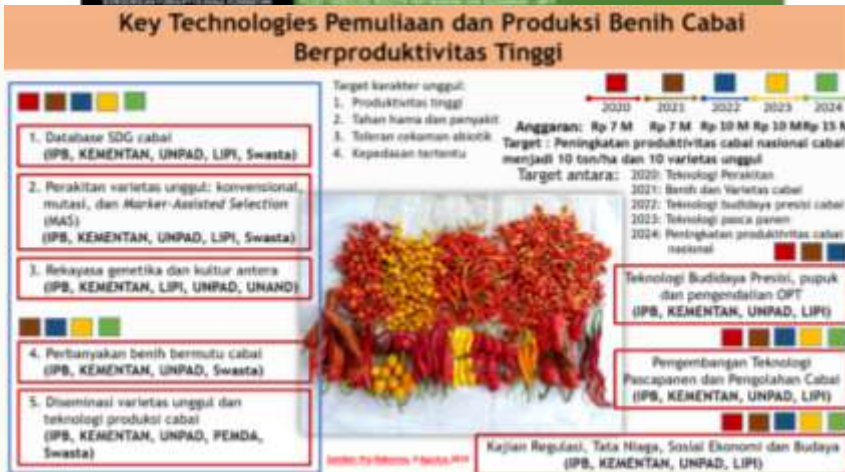 Key Technologies Pemuliaan dan Produksi Benih Cabai
Berproduktivitas Tinggi
1. Database SDG cabai
(IPB, KEMENTAN, UNPAD, LIPI, Swasta)
2. Perakitan varietas unggul: konvensional,
mutasi, dan Marker-Assisted Selection
(MAS)
(IPB, KEMENTAN, UNPAD, LIPI, Swasta)
3. Rekayasa genetika dan kultur antera
(IPB, KEMENTAN, LIPI, UNPAD, UNAND)
4. Perbanyakan benih bermutu cabai
(IPB, KEMENTAN, UNPAD, Swasta)
5. Diseminasi varietas unggul dan
teknologi produksi cabai
(IPB, KEMENTAN, UNPAD, PEMDA,
Swasta)
Target karakter unggul:
1. Produktivitas tinggi
2. Tahan hama dan penyakit
3. Toleran cekaman abiotik
4. Kepedasan tertentu
2020 2021 2022 2023 2024
Anggaran: Rp 7 M Rp 7 M Rp 10 M Rp 10 M Rp 15 M
Target : Peningkatan produktivitas cabai nasional cabai
menjadi 10 ton/ha dan 10 varietas unggul
Target antara: 2020: Teknologi Perakitan
2021: Benih dan Varietas cabai
2022: Teknologi budidaya presisi cabai
2023: Teknologi pasca panen
2024: Peningkatan produktivitas cabai
nasional
Teknologi Budidaya Presisi, pupuk
dan pengendalian OPT
(IPB, KEMENTAN, UNPAD, LIPI)
Pengembangan Teknologi
Pascapanen dan Pengolahan Cabai
(IPB, KEMENTAN, UNPAD, LIPI)
Kajian Regulasi, Tata Niaga, Sosial Ekonomi dan Budaya
(IPB, KEMENTAN, UNPAD, LIPI)